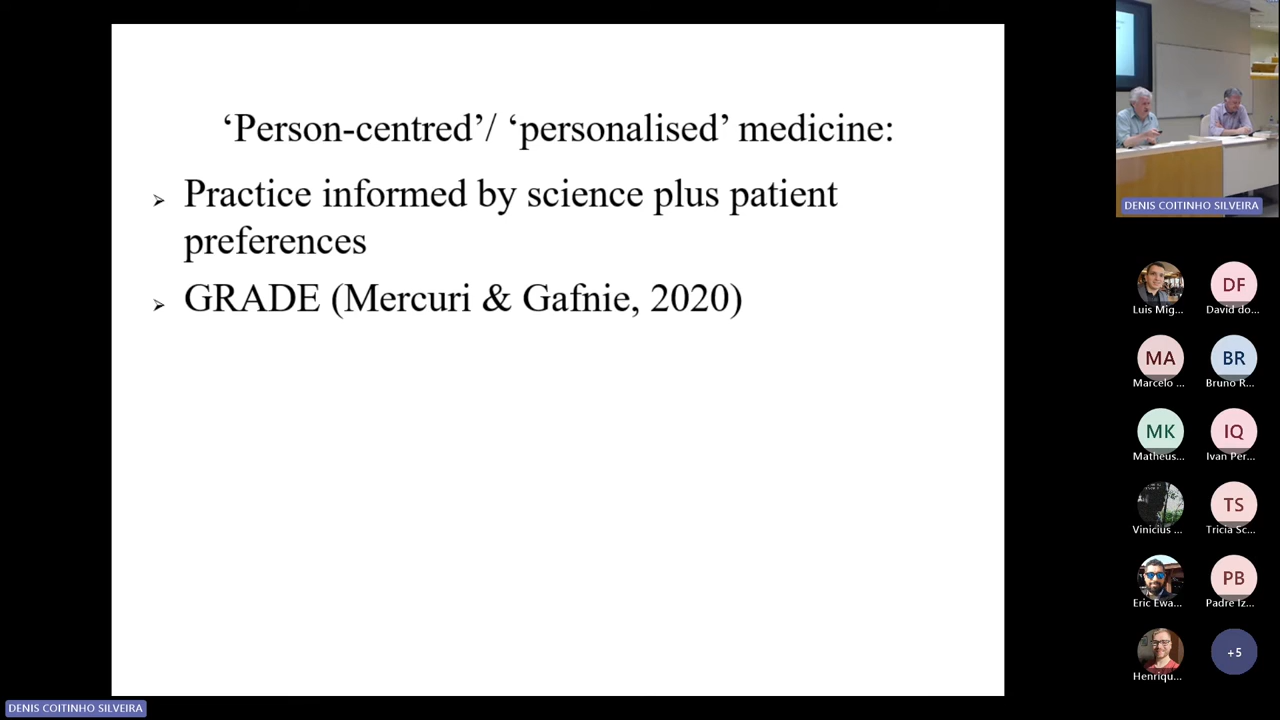 ‘Person-centred’/ ‘personalised’ medicine:
➢ Practice informed by science plus patient
preferences
➢ GRADE (Mercuri & Gafnie, 2020)
DENIS COITINHO SILVEIRA
DF
Luis Mig...
David do...
MA
BR
Marcelo ...
Bruno R...
MK
IQ
Matheus...
Ivan Per...
TS
Vinicius ...
Tricia Sc...
PB
Eric Ewa...
Padre Iz...
+5
Henriqu...
DENIS COITINHO SILVEIRA